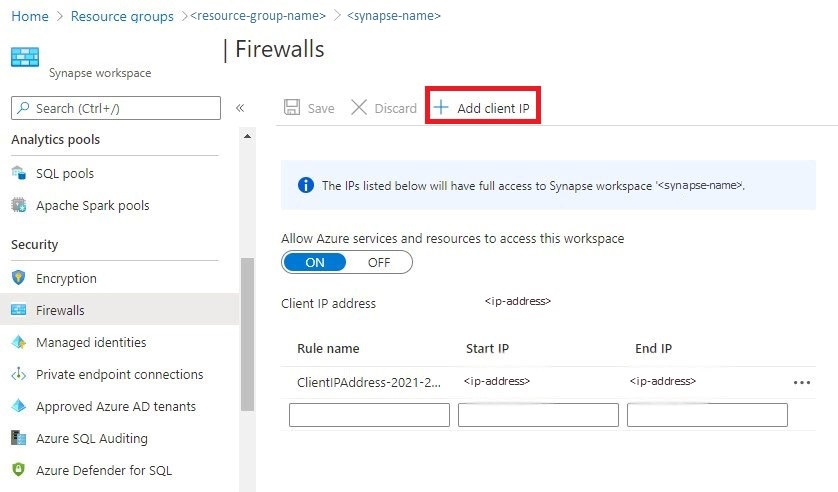 Home > Resource groups ><resource-group-name> ><synapse-name>
| Firewalls
Synapse workspace
Search (Ctrl+/)
«
Save
Discard
+ Add client IP
Analytics pools
SQL pools
Apache Spark pools
Security
Encryption
Firewalls
Managed identities
Private endpoint connections
Approved Azure AD tenants
Azure SQL Auditing
Azure Defender for SQL
The IPs listed below will have full access to Synapse workspace '<synapse-name>.
Allow Azure services and resources to access this workspace
ON OFF
Client IP address <ip-address>
Rule name Start IP End IP
ClientIPAddress-2021-2... <ip-address> <ip-address> ...